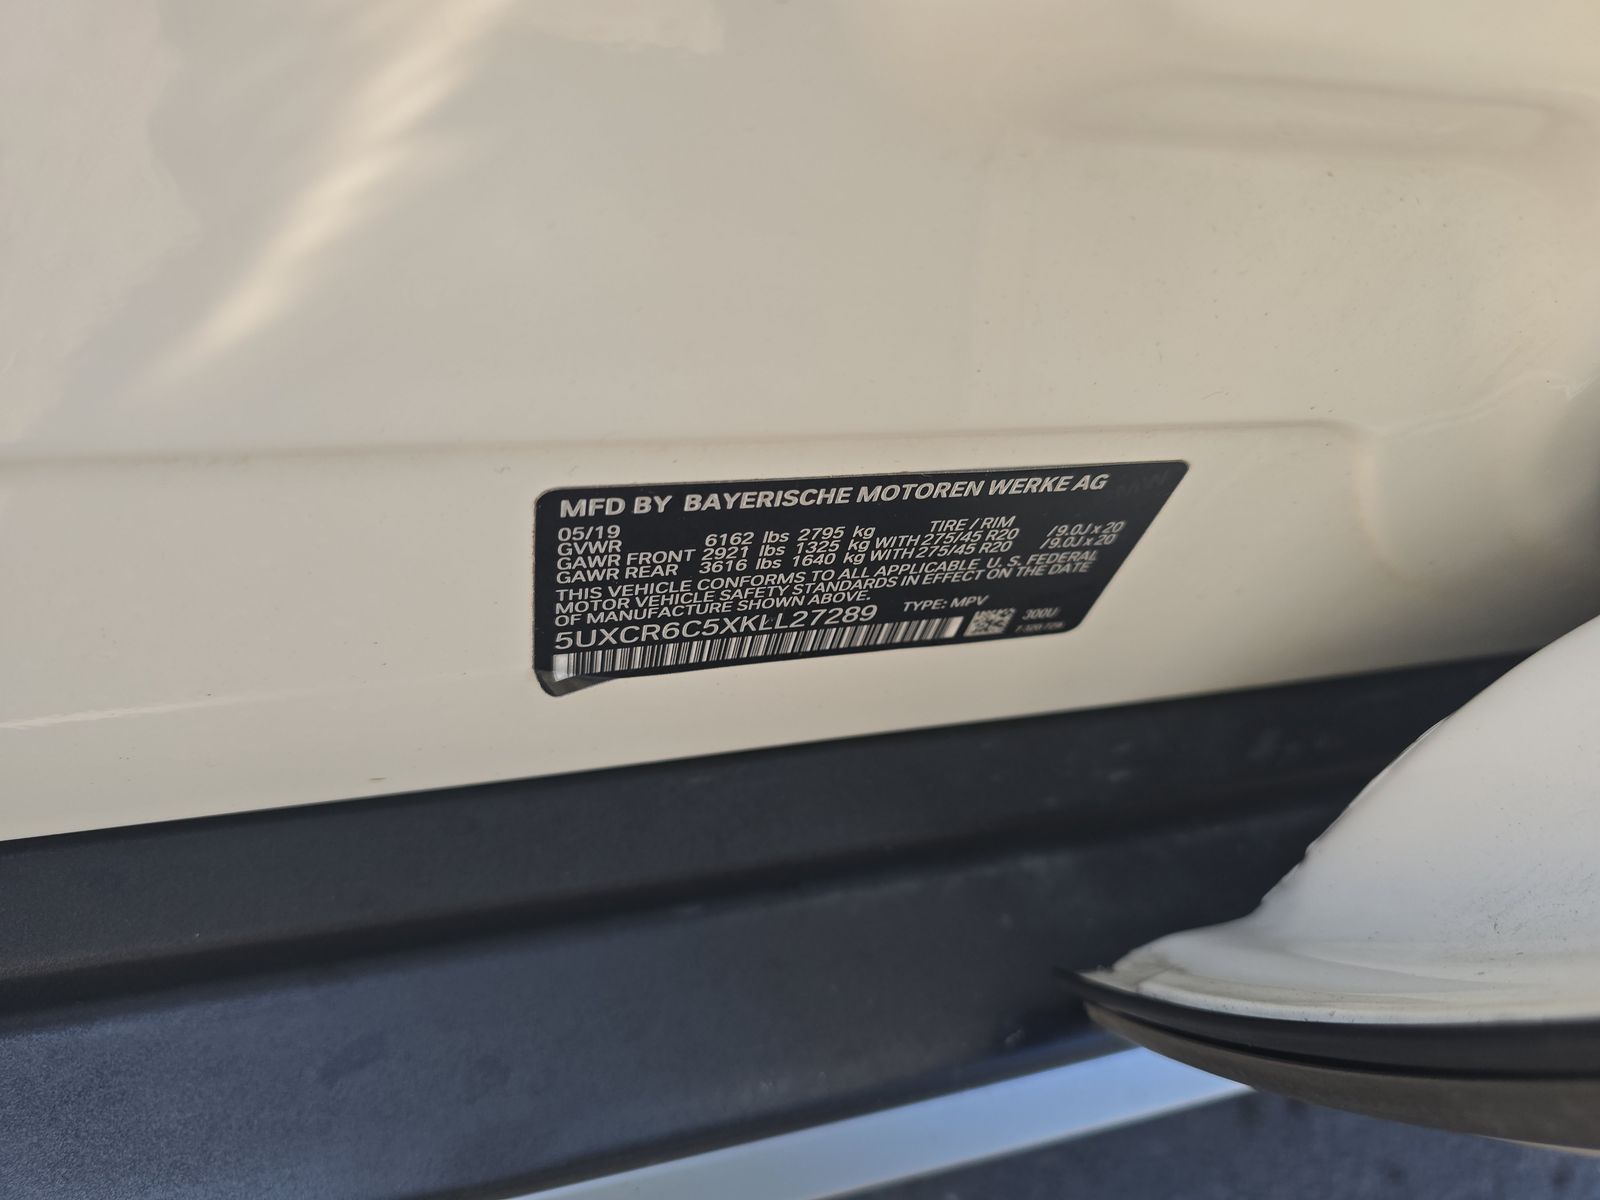 MFD BY BAYERISCHE MOTOREN WERKE AG
05/19 TIRE / RIM
GVWR 6162 lbs 2795 kg
GAWR FRONT 2921 lbs 1325 kg WITH 275/45 R20 /9.0J x 20
GAWR REAR 3616 lbs 1640 kg WITH 275/45 R20 /9.0J x 20
THIS VEHICLE CONFORMS TO ALL APPLICABLE U. S. FEDERAL
MOTOR VEHICLE SAFETY STANDARDS IN EFFECT ON THE DATE
OF MANUFACTURE SHOWN ABOVE.
5UXCR6C5XKLL27289 TYPE: MPV
300U